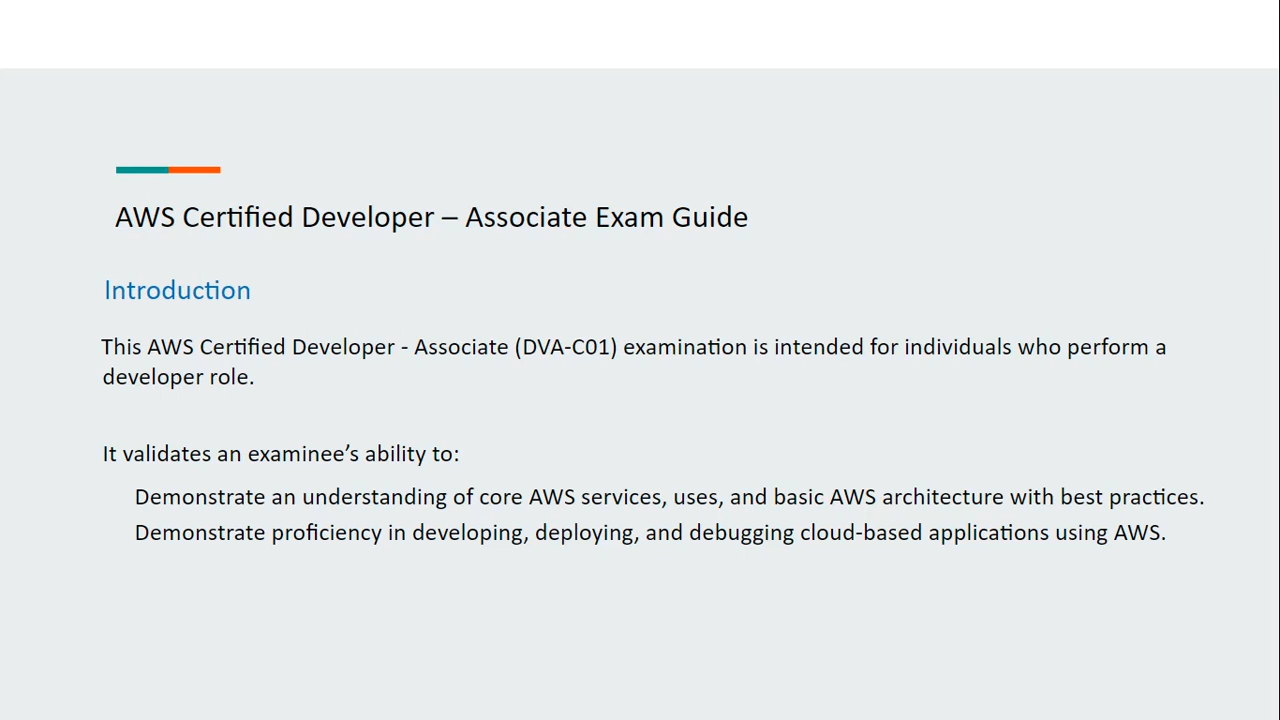 AWS Certified Developer – Associate Exam Guide
Introduction
This AWS Certified Developer - Associate (DVA-C01) examination is intended for individuals who perform a
developer role.
It validates an examinee’s ability to:
Demonstrate an understanding of core AWS services, uses, and basic AWS architecture with best practices.
Demonstrate proficiency in developing, deploying, and debugging cloud-based applications using AWS.